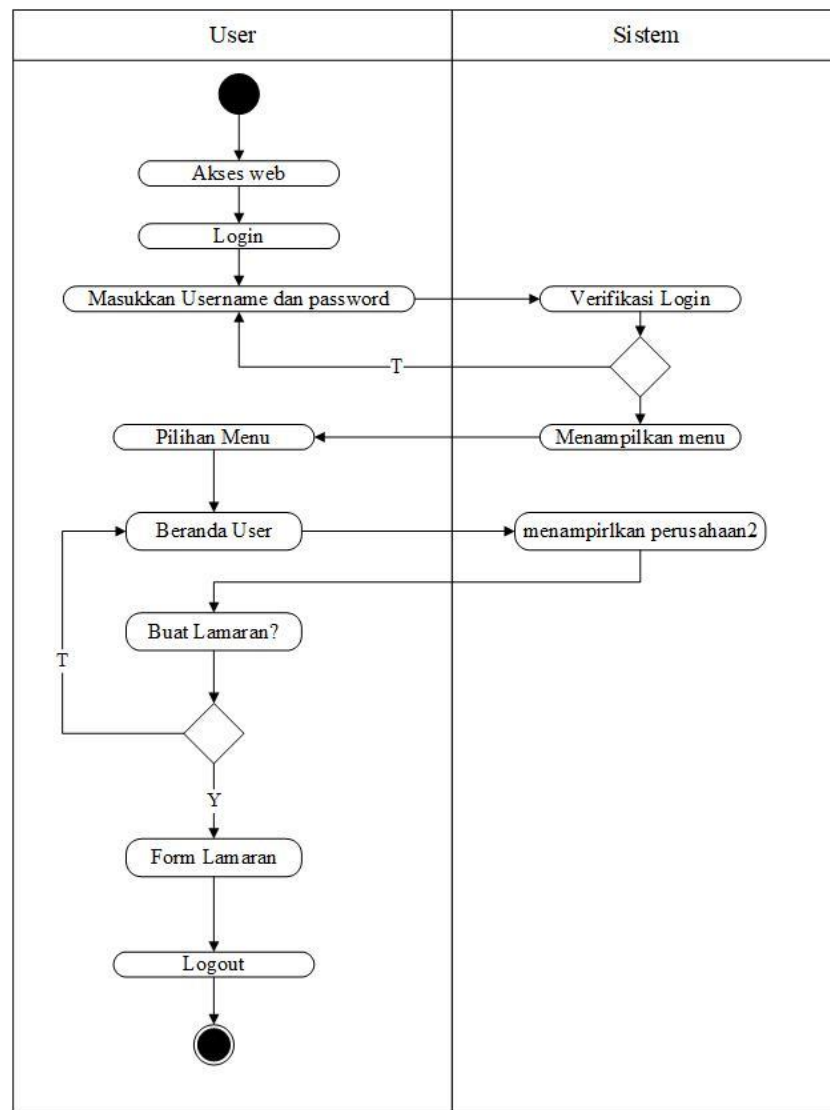 User
Sistem
Akses web
Login
Masukkan Username dan password
Verifikasi Login
T
Pilihan Menu
Menampilkan menu
Beranda User
menampirlkan perusahaan2
Buat Lamaran?
T
Y
Form Lamaran
Logout